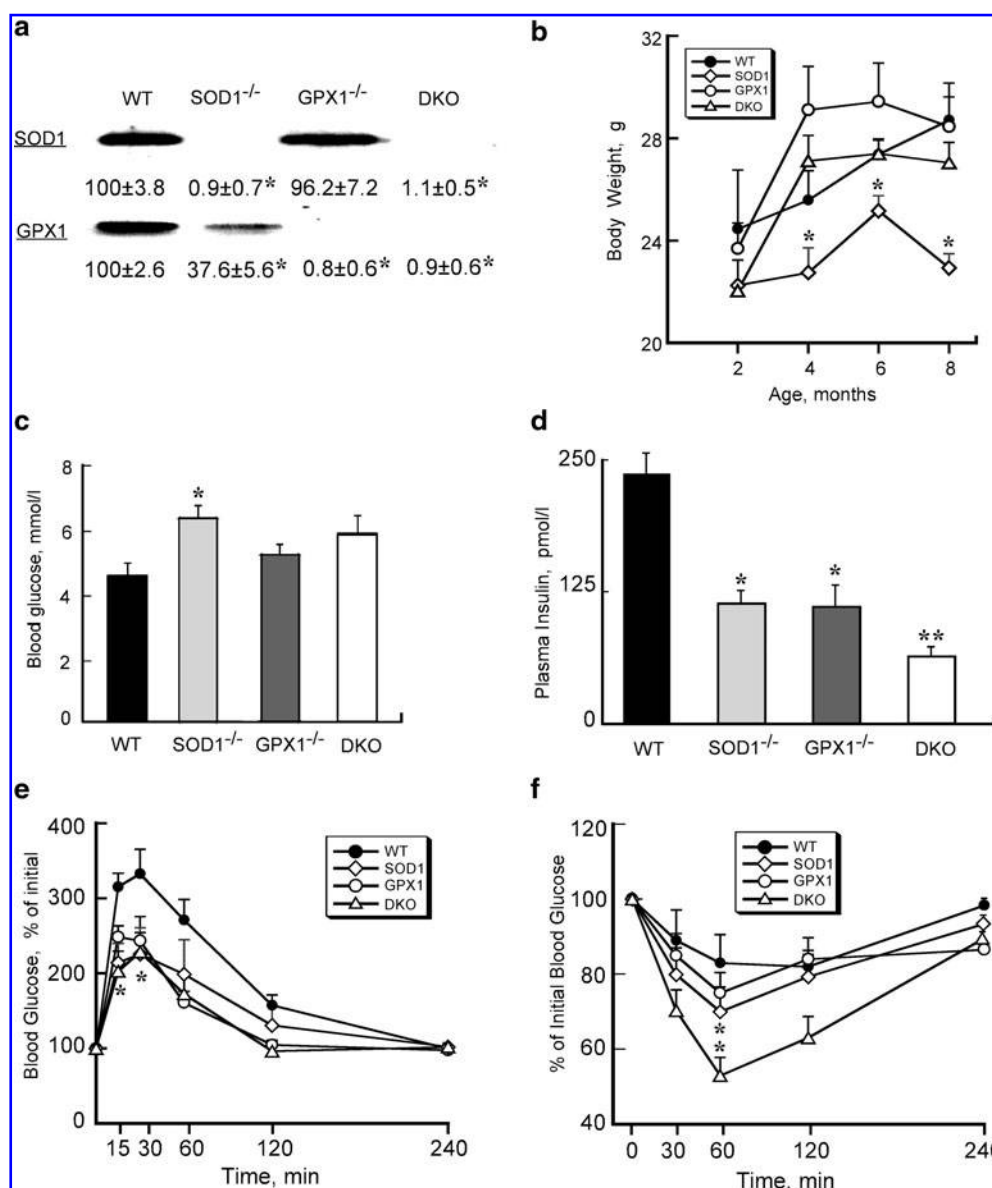 a
WT SOD1-/- GPX1-/- DKO
SOD1
100±3.8 0.9±0.7* 96.2±7.2 1.1±0.5*
GPX1
100±2.6 37.6±5.6* 0.8±0.6* 0.9±0.6*
b
32
28
24
20
Body Weight, g
WT
SOD1
GPX1
DKO
*
*
*
2 4 6 8
Age, months
c
8
6
4
2
0
Blood glucose, mmol/l
*
WT SOD1-/- GPX1-/- DKO
d
250
125
0
Plasma Insulin, pmol/l
* * **
WT SOD1-/- GPX1-/- DKO
e
400
300
200
100
0
Blood Glucose, % of initial
WT
SOD1
GPX1
DKO
* *
15 30 60 120 240
Time, min
f
120
100
80
60
40
% of Initial Blood Glucose
WT
SOD1
GPX1
DKO
*
*
0 30 60 120 240
Time, min